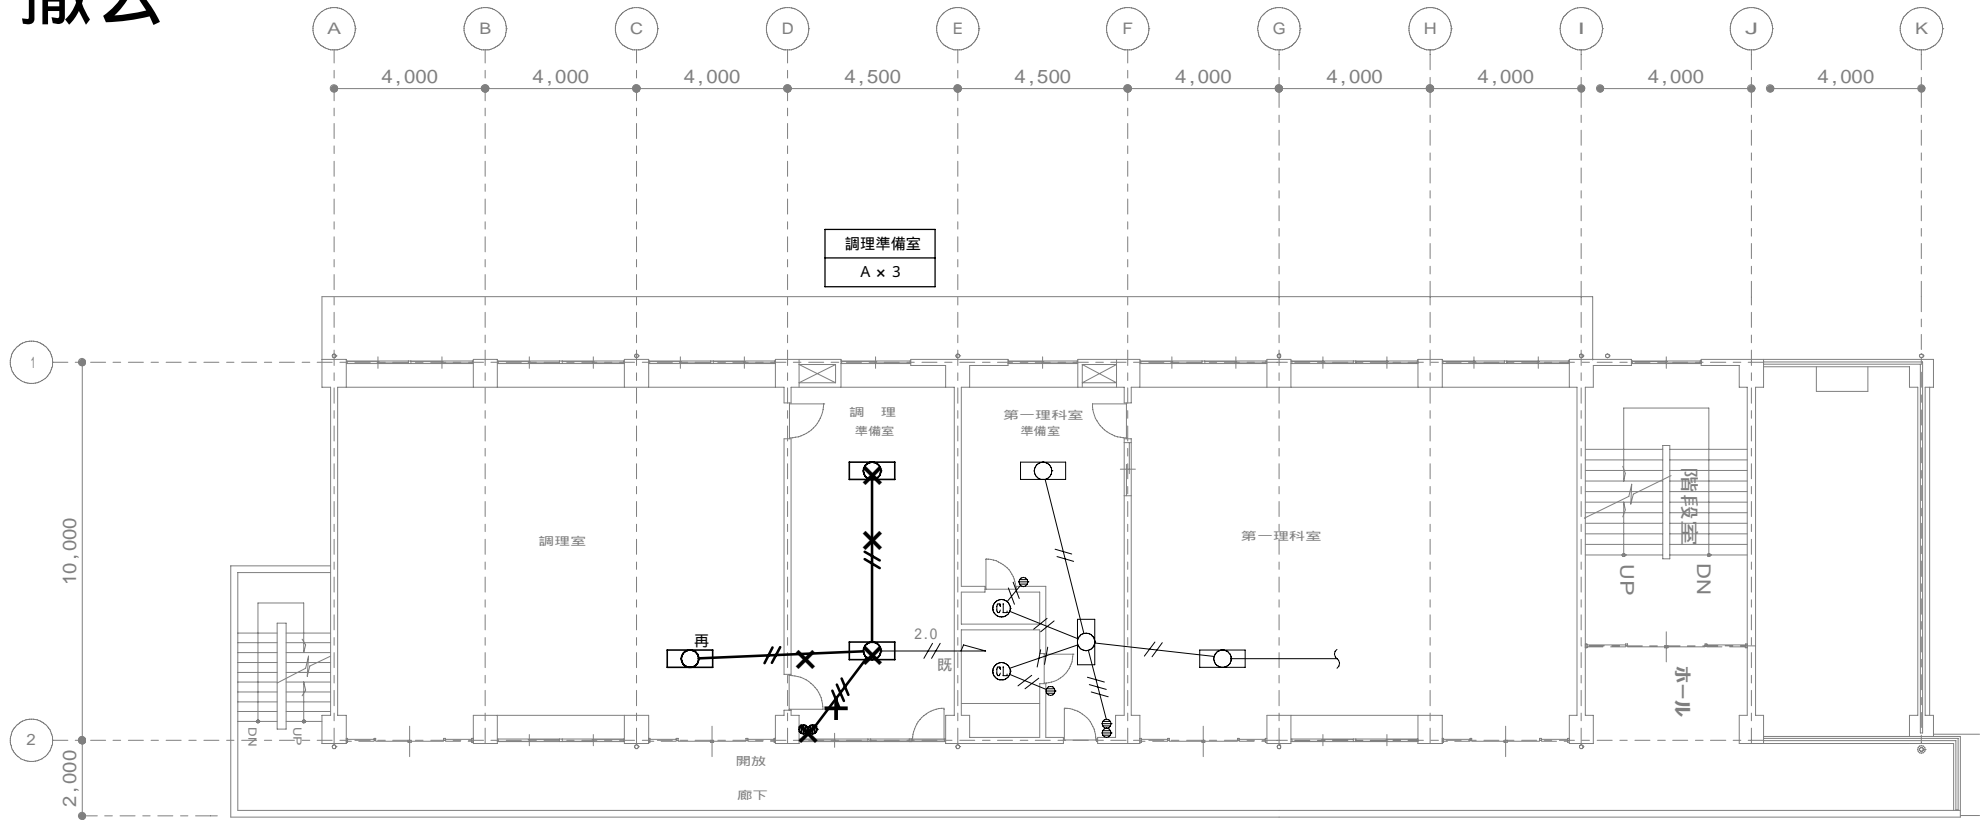 撤去
A B C D E F G H I J K
4,000 4,000 4,000 4,500 4,500 4,000 4,000 4,000 4,000 4,000
調理準備室
A × 3
1
調 理
準備室
第一理科室
準備室
調理室
第一理科室
階段室
UP DN
10,000
CL
再
2.0
既
CL
ホール
DN UP
2
開放
廊下
2,000